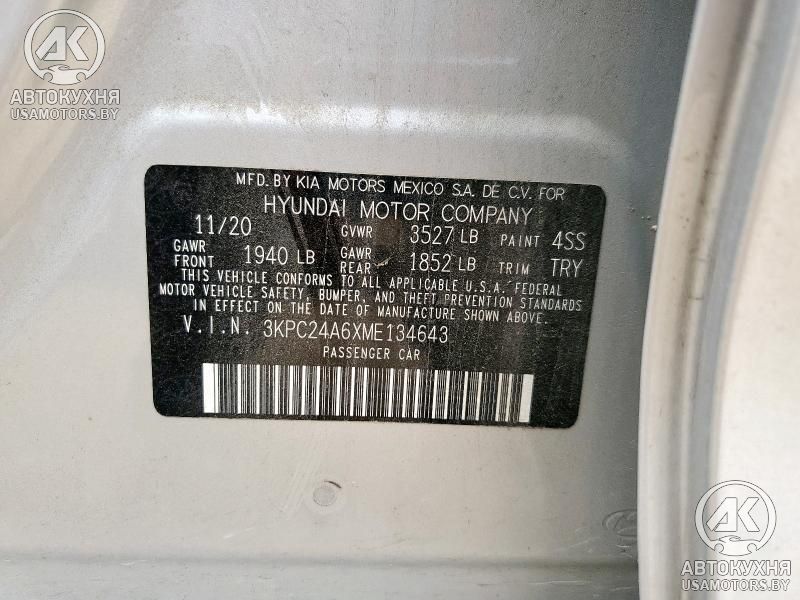 AK
АВТОКУХНЯ
USAMOTORS.BY
MFD. BY KIA MOTORS MEXICO S.A. DE C.V. FOR
HYUNDAI MOTOR COMPANY
11/20 GVWR 3527 LB PAINT 4SS
GAWR FRONT 1940 LB GAWR REAR 1852 LB TRIM TRY
THIS VEHICLE CONFORMS TO ALL APPLICABLE U.S.A. FEDERAL
MOTOR VEHICLE SAFETY, BUMPER, AND THEFT PREVENTION STANDARDS
IN EFFECT ON THE DATE OF MANUFACTURE SHOWN ABOVE.
V.I.N. 3KPC24A6XME134643
PASSENGER CAR
AK
АВТОКУХНЯ
USAMOTORS.BY